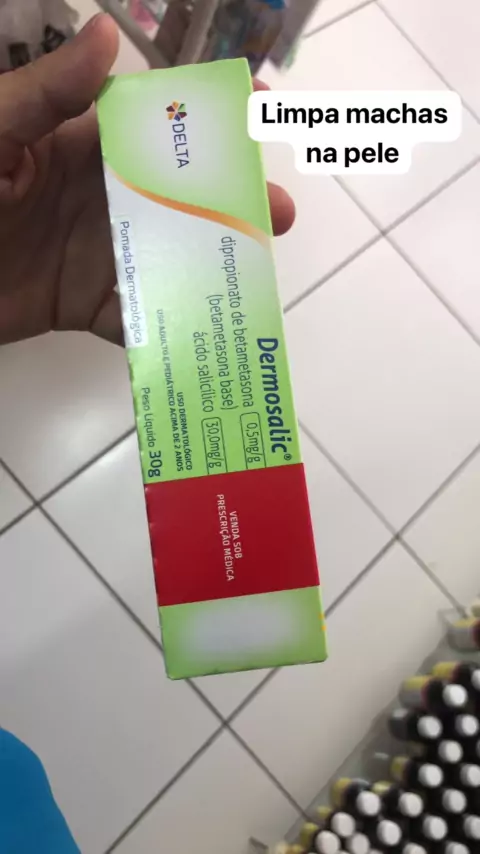 Limpa machas
na pele
DELTA
Dermosalic®
dipropionato de betametasona 0,5mg/g
(betametasona base)
ácido salicílico 30,0mg/g
Pomada Dermatológica
USO DERMATOLÓGICO
USO ADULTO E PEDIÁTRICO ACIMA DE 2 ANOS
Peso Líquido 30g
VENDA SOB
PRESCRIÇÃO MÉDICA